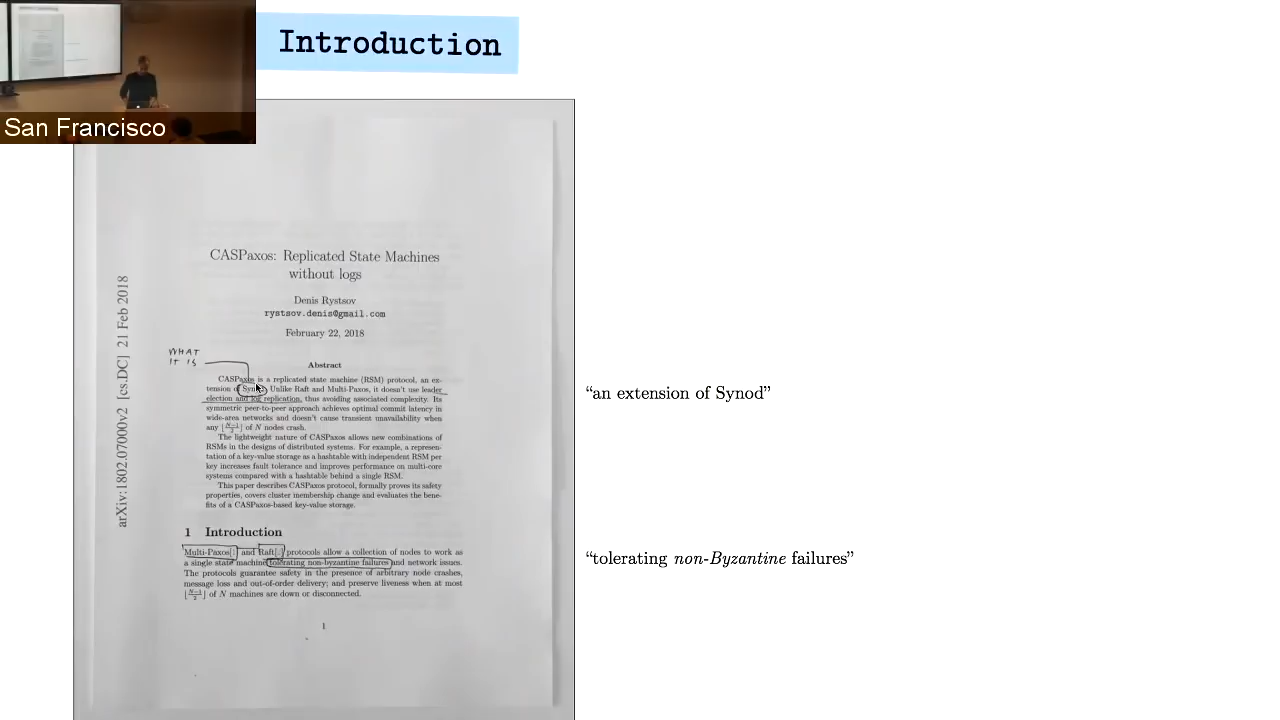 Introduction
San Francisco
CASPaxos: Replicated State Machines
without logs
Denis Rystsov
rystsov.denis@gmail.com
February 22, 2018
arXiv:1802.07000v2 [cs.DC] 21 Feb 2018
WHAT
IT IS
Abstract
CASPaxos is a replicated state machine (RSM) protocol, an ex-
tension of Synod. Unlike Raft and Multi-Paxos, it doesn't use leader
election and log replication, thus avoiding associated complexity. Its
symmetric peer-to-peer approach achieves optimal commit latency in
wide-area networks and doesn't cause transient unavailability when
any ⌊N−1/2⌋ of N nodes crash.
The lightweight nature of CASPaxos allows new combinations of
RSMs in the designs of distributed systems. For example, a represen-
tation of a key-value storage as a hashtable with independent RSM per
key increases fault tolerance and improves performance on multi-core
systems compared with a hashtable behind a single RSM.
This paper describes CASPaxos protocol, formally proves its safety
properties, covers cluster membership change and evaluates the bene-
fits of a CASPaxos-based key-value storage.
1 Introduction
Multi-Paxos and Raft protocols allow a collection of nodes to work as
a single state machine tolerating non-byzantine failures and network issues.
The protocols guarantee safety in the presence of arbitrary node crashes,
message loss and out-of-order delivery; and preserve liveness when at most
⌊N−1/2⌋ of N machines are down or disconnected.
1
“an extension of Synod”
“tolerating non-Byzantine failures”